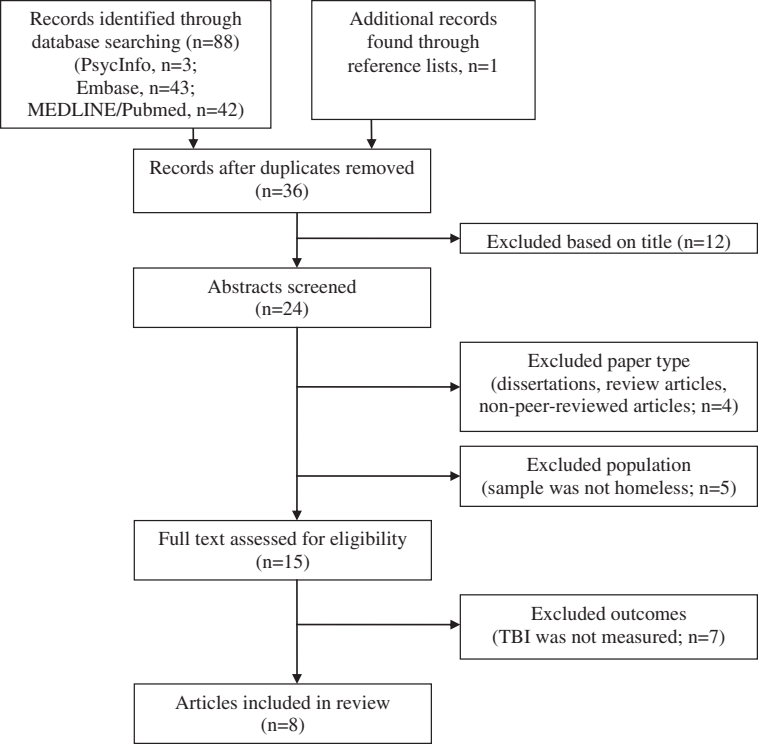 Records identified through
database searching (n=88)
(PsycInfo, n=3;
Embase, n=43;
MEDLINE/Pubmed, n=42)
Additional records
found through
reference lists, n=1
Records after duplicates removed
(n=36)
Excluded based on title (n=12)
Abstracts screened
(n=24)
Excluded paper type
(dissertations, review articles,
non-peer-reviewed articles; n=4)
Excluded population
(sample was not homeless; n=5)
Full text assessed for eligibility
(n=15)
Excluded outcomes
(TBI was not measured; n=7)
Articles included in review
(n=8)